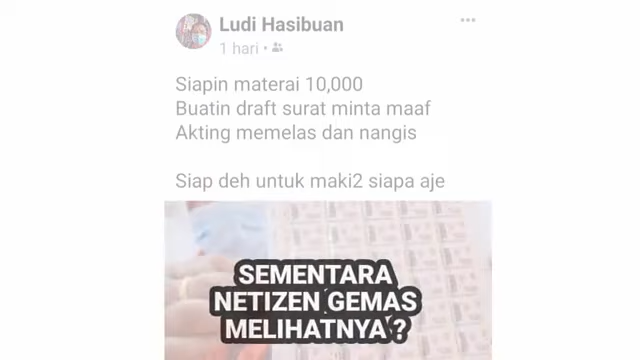 Ludi Hasibuan
1 hari •
Siapin materai 10,000
Buatin draft surat minta maaf
Akting memelas dan nangis
Siap deh untuk maki2 siapa aje
SEMENTARA
NETIZEN GEMAS
MELIHATNYA ?